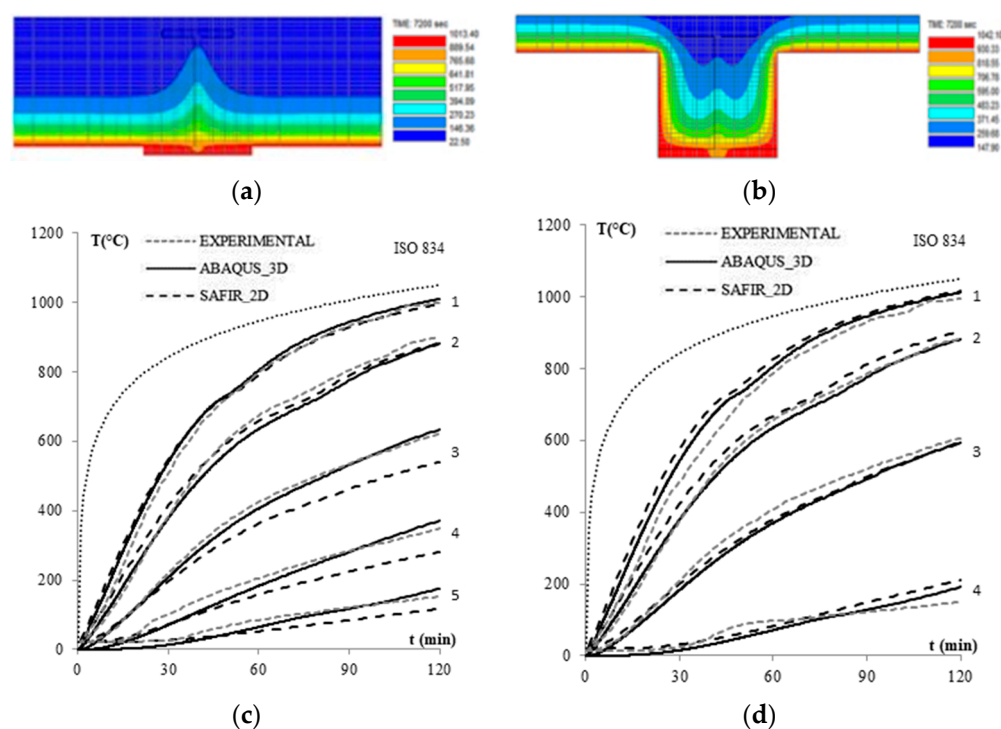 TIME: 7200 sec
1013.40
889.54
765.68
641.81
517.95
394.09
270.23
146.36
22.50
TIME: 7200 sec
1042.10
930.33
818.55
706.78
595.00
483.23
371.45
259.68
147.90
(a)
(b)
1200
T(°C)
EXPERIMENTAL
ABAQUS_3D
SAFIR_2D
ISO 834
1000
800
600
400
200
0
1
2
3
4
5
t (min)
0
30
60
90
120
(c)
1200
T(°C)
EXPERIMENTAL
ABAQUS_3D
SAFIR_2D
ISO 834
1000
800
600
400
200
0
1
2
3
4
t (min)
0
30
60
90
120
(d)